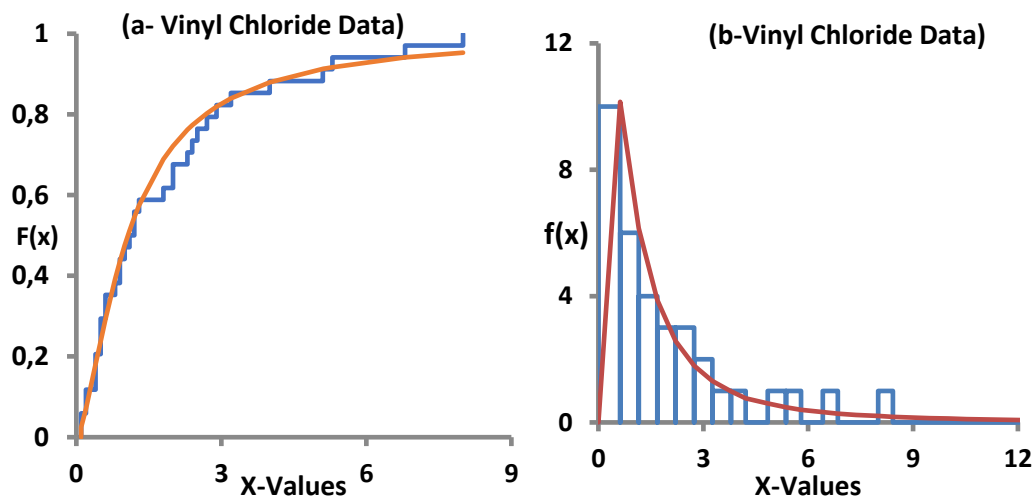 (a- Vinyl Chloride Data)
1
0,8
0,6
F(x)
0,4
0,2
0
0 3 6 9
X-Values
(b-Vinyl Chloride Data)
12
8
f(x)
4
0
0 3 6 9 12
X-Values